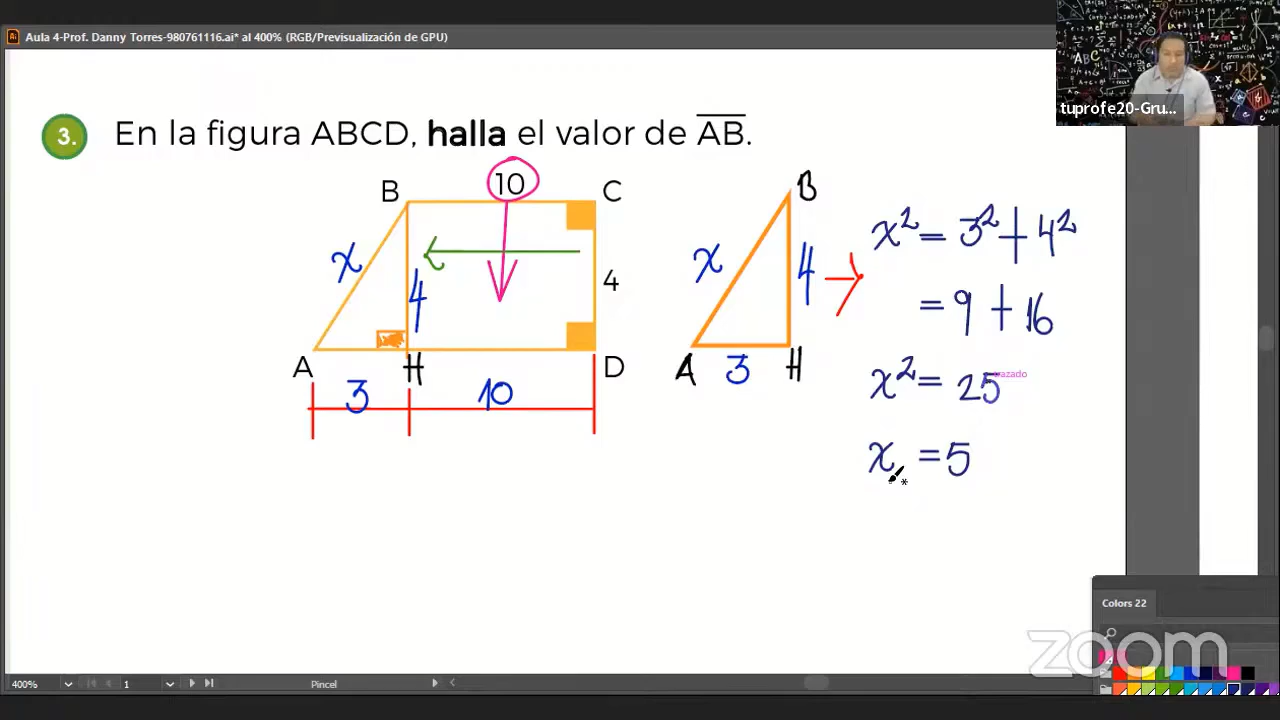 Aula 4-Prof. Danny Torres-980761116.ai* al 400% (RGB/Previsualización de GPU)
ABC
tuprofe20-Gru...
3. En la figura ABCD, halla el valor de AB.
B 10 C
x 4 4
A H D
3 10
B
x 4
A 3 H
x² = 3² + 4²
= 9 + 16
x² = 25
x = 5
Colors 22
zoom
400% 1 Pincel